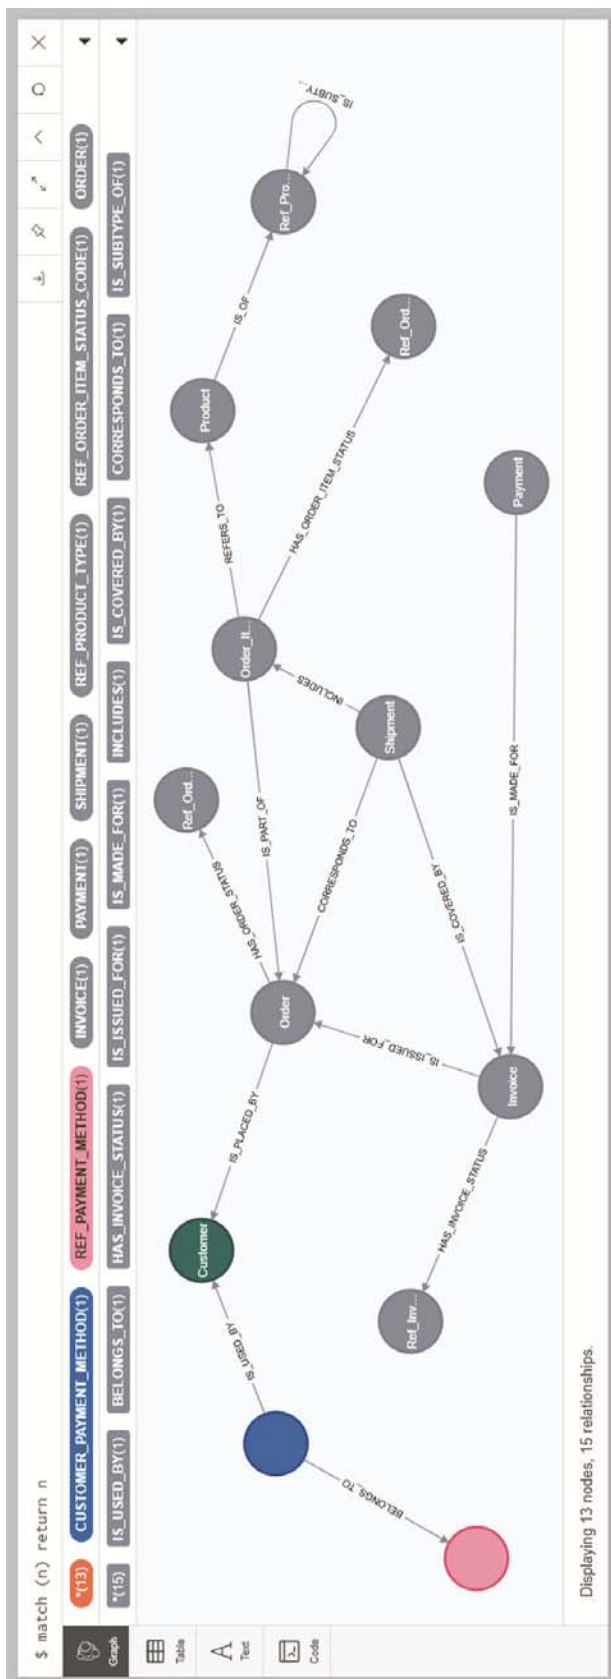 $ match (n) return n
*(13) CUSTOMER_PAYMENT_METHOD(1) REF_PAYMENT_METHOD(1) INVOICE(1) PAYMENT(1) SHIPMENT(1) REF_PRODUCT_TYPE(1) REF_ORDER_ITEM_STATUS_CODE(1) ORDER(1)
*(15) IS_USED_BY(1) BELONGS_TO(1) HAS_INVOICE_STATUS(1) IS_ISSUED_FOR(1) IS_MADE_FOR(1) INCLUDES(1) IS_COVERED_BY(1) CORRESPONDS_TO(1) IS_SUBTYPE_OF(1)
Graph
Table
Text
Code
IS_SUBTY...
Ref_Pro...
IS_OF
Product
Ref_Ord...
REFERS_TO
HAS_ORDER_ITEM_STATUS
Order_It...
Payment
INCLUDES
Shipment
Ref_Ord...
IS_PART_OF
HAS_ORDER_STATUS
CORRESPONDS_TO
IS_MADE_FOR
IS_COVERED_BY
Order
IS_ISSUED_FOR
Invoice
IS_PLACED_BY
Customer
HAS_INVOICE_STATUS
Ref_Inv...
IS_USED_BY
BELONGS_TO
Displaying 13 nodes, 15 relationships.